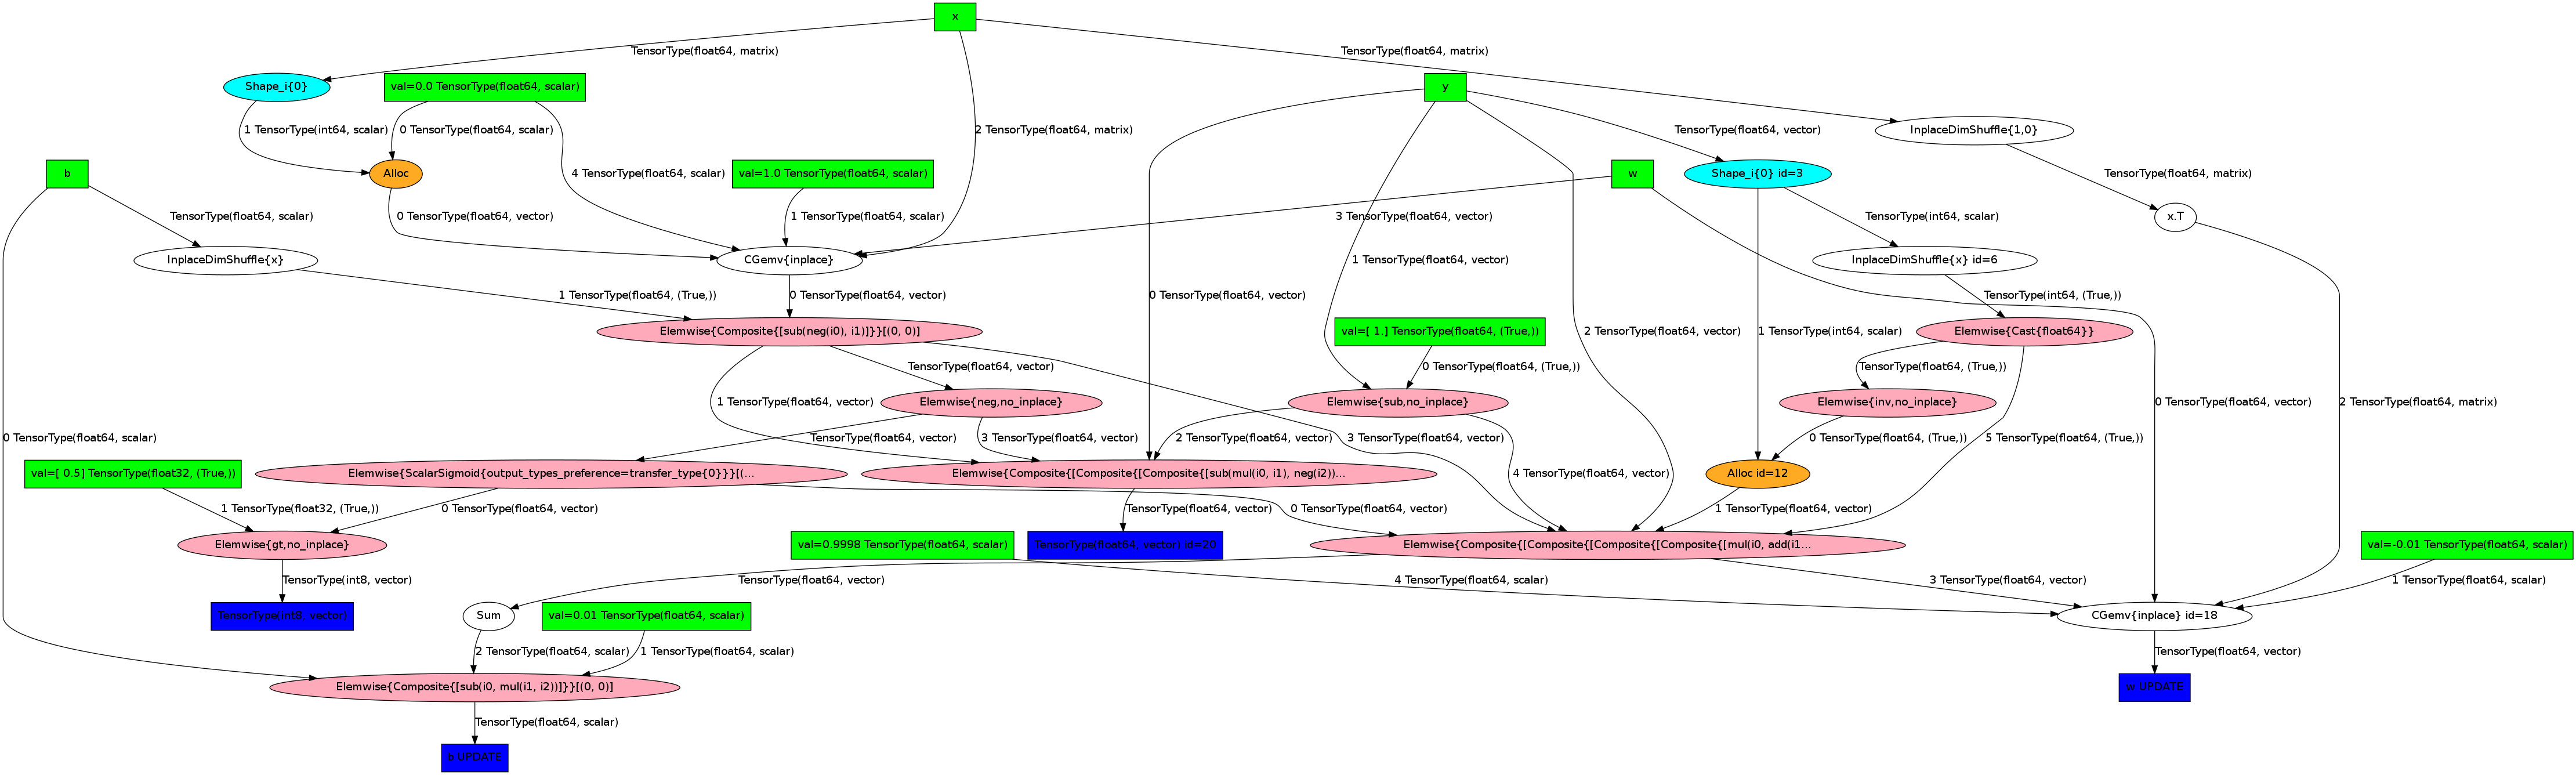 x
TensorType(float64, matrix)
TensorType(float64, matrix)
Shape_i{0}
val=0.0 TensorType(float64, scalar)
y
1 TensorType(int64, scalar)
0 TensorType(float64, scalar)
2 TensorType(float64, matrix)
TensorType(float64, vector)
InplaceDimShuffle{1,0}
b
Alloc
4 TensorType(float64, scalar)
val=1.0 TensorType(float64, scalar)
w
Shape_i{0} id=3
TensorType(float64, matrix)
TensorType(float64, scalar)
0 TensorType(float64, vector)
1 TensorType(float64, scalar)
3 TensorType(float64, vector)
TensorType(int64, scalar)
x.T
InplaceDimShuffle{x}
CGemv{inplace}
1 TensorType(float64, vector)
InplaceDimShuffle{x} id=6
1 TensorType(float64, (True,))
0 TensorType(float64, vector)
0 TensorType(float64, vector)
TensorType(int64, (True,))
Elemwise{Composite{[sub(neg(i0), i1)]}}[(0, 0)]
val=[ 1.] TensorType(float64, (True,))
2 TensorType(float64, vector)
1 TensorType(int64, scalar)
Elemwise{Cast{float64}}
TensorType(float64, vector)
0 TensorType(float64, (True,))
TensorType(float64, (True,))
1 TensorType(float64, vector)
Elemwise{neg,no_inplace}
Elemwise{sub,no_inplace}
Elemwise{inv,no_inplace}
0 TensorType(float64, vector)
2 TensorType(float64, matrix)
0 TensorType(float64, scalar)
TensorType(float64, vector)
3 TensorType(float64, vector)
2 TensorType(float64, vector)
3 TensorType(float64, vector)
0 TensorType(float64, (True,))
5 TensorType(float64, (True,))
val=[ 0.5] TensorType(float32, (True,))
Elemwise{ScalarSigmoid{output_types_preference=transfer_type{0}}}[(...
Elemwise{Composite{[Composite{[Composite{[Composite{[sub(mul(i0, i1), neg(i2))...
4 TensorType(float64, vector)
Alloc id=12
1 TensorType(float32, (True,))
0 TensorType(float64, vector)
TensorType(float64, vector)
0 TensorType(float64, vector)
1 TensorType(float64, vector)
Elemwise{gt,no_inplace}
val=0.9998 TensorType(float64, scalar)
TensorType(float64, vector) id=20
Elemwise{Composite{[Composite{[Composite{[Composite{[Composite{[mul(i0, add(i1...
val=-0.01 TensorType(float64, scalar)
TensorType(int8, vector)
TensorType(float64, vector)
4 TensorType(float64, scalar)
3 TensorType(float64, vector)
1 TensorType(float64, scalar)
TensorType(int8, vector)
Sum
val=0.01 TensorType(float64, scalar)
CGemv{inplace} id=18
2 TensorType(float64, scalar)
1 TensorType(float64, scalar)
TensorType(float64, vector)
Elemwise{Composite{[sub(i0, mul(i1, i2))]}}[(0, 0)]
w UPDATE
TensorType(float64, scalar)
b UPDATE